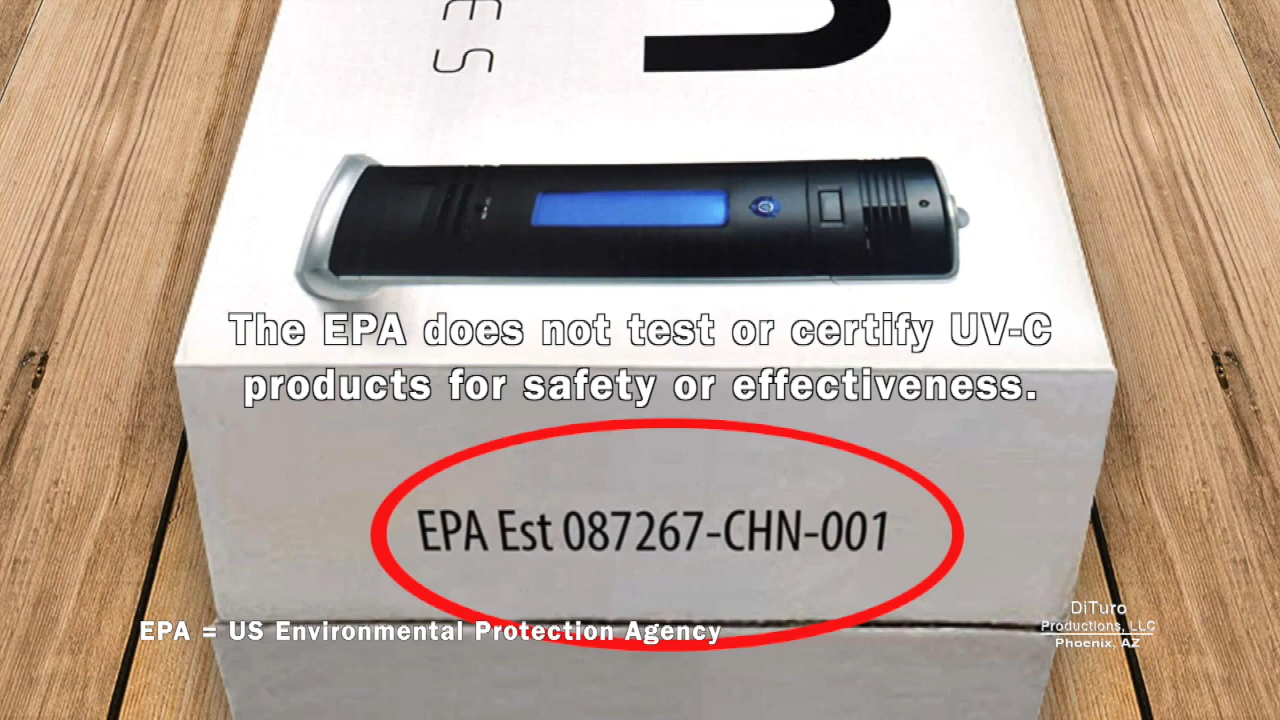 ES
The EPA does not test or certify UV-C
products for safety or effectiveness.
EPA Est 087267-CHN-001
EPA = US Environmental Protection Agency
DiTuro
Productions, LLC
Phoenix, AZ